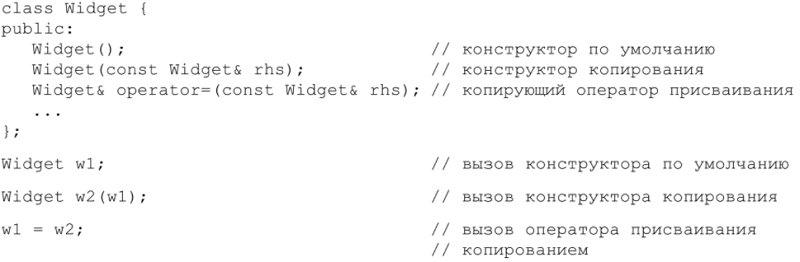 class Widget {
public:
Widget(); // конструктор по умолчанию
Widget(const Widget& rhs); // конструктор копирования
Widget& operator=(const Widget& rhs); // копирующий оператор присваивания
...
};
Widget w1; // вызов конструктора по умолчанию
Widget w2(w1); // вызов конструктора копирования
w1 = w2; // вызов оператора присваивания
// копированием